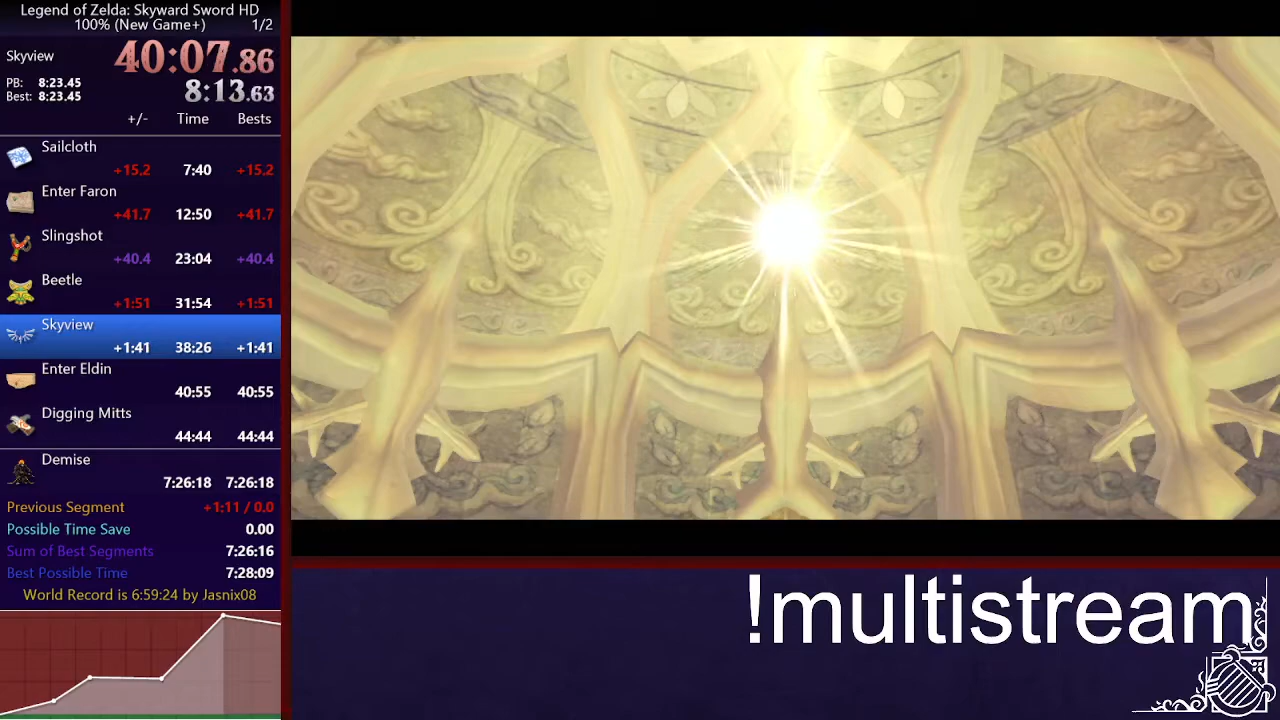 Legend of Zelda: Skyward Sword HD
100% (New Game+) 1/2
Skyview 40:07.86
PB: 8:23.45
Best: 8:23.45
8:13.63
+/- Time Bests
Sailcloth
+15.2 7:40 +15.2
Enter Faron
+41.7 12:50 +41.7
Slingshot
+40.4 23:04 +40.4
Beetle
+1:51 31:54 +1:51
Skyview
+1:41 38:26 +1:41
Enter Eldin
40:55 40:55
Digging Mitts
44:44 44:44
Demise
7:26:18 7:26:18
Previous Segment +1:11 / 0.0
Possible Time Save 0.00
Sum of Best Segments 7:26:16
Best Possible Time 7:28:09
World Record is 6:59:24 by Jasnix08
!multistream